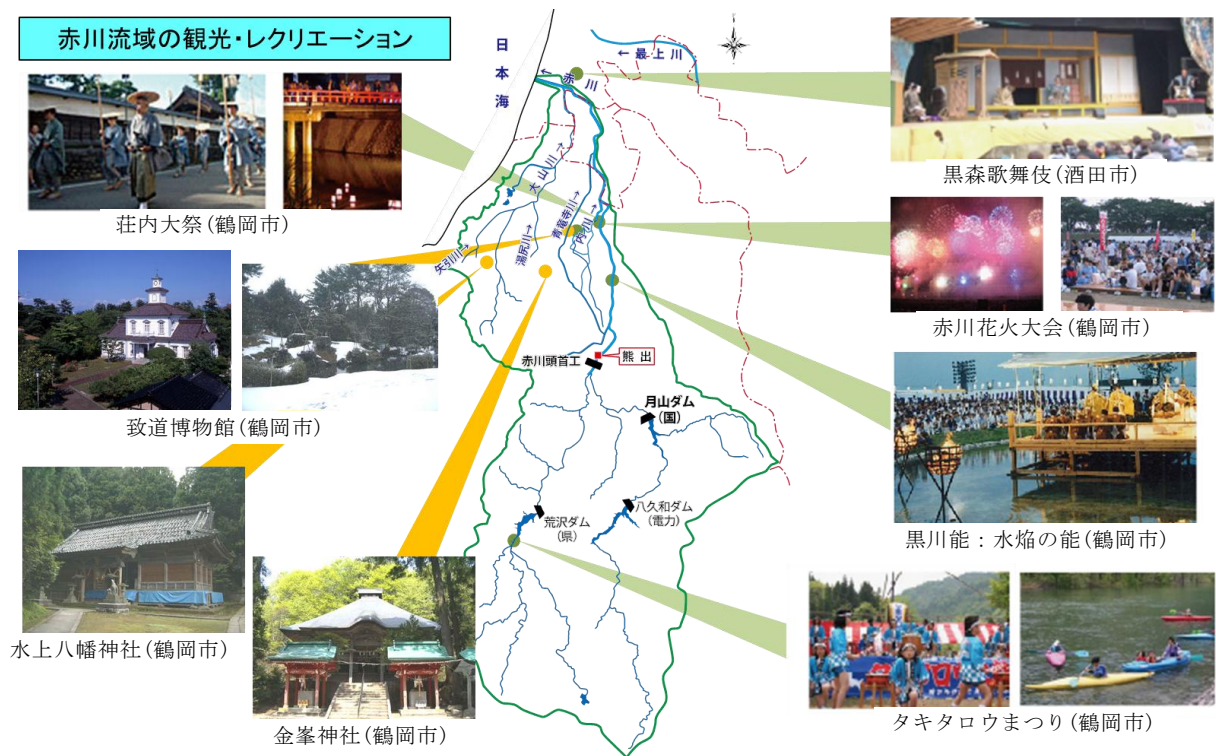 赤川流域の観光・レクリエーション
日本海
←最上川
←赤川
大山川→
青龍寺川→
内川→
湯尻川→
矢引川→
赤川頭首工
熊出
月山ダム
(国)
荒沢ダム
(県)
八久和ダム
(電力)
荘内大祭(鶴岡市)
致道博物館(鶴岡市)
水上八幡神社(鶴岡市)
金峯神社(鶴岡市)
黒森歌舞伎(酒田市)
赤川花火大会(鶴岡市)
黒川能:水焔の能(鶴岡市)
タキタロウまつり(鶴岡市)